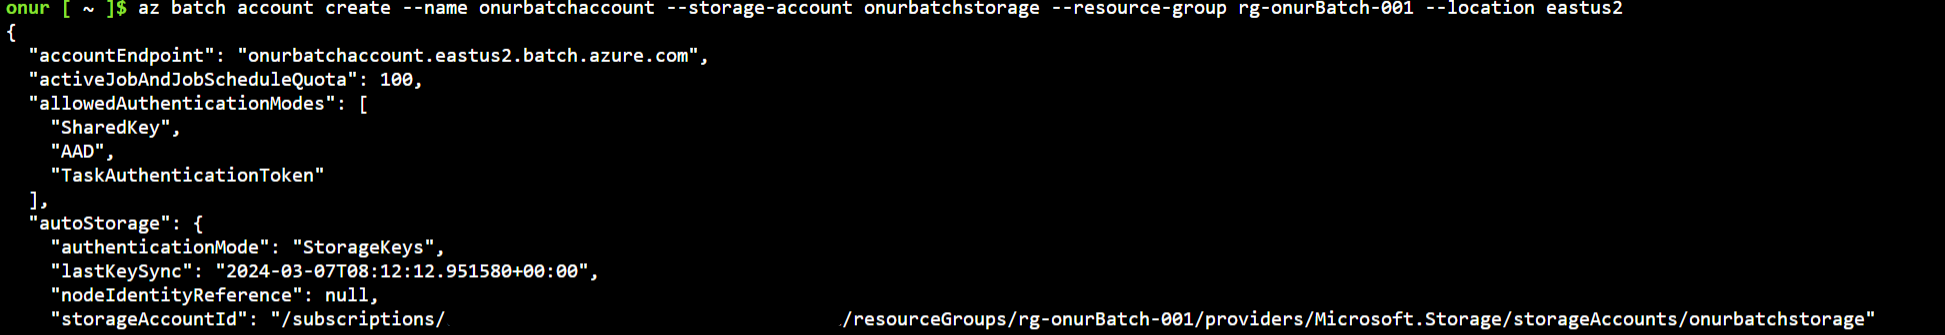 onur [ ~ ]$ az batch account create --name onurbatchaccount --storage-account onurbatchstorage --resource-group rg-onurBatch-001 --location eastus2
{
  "accountEndpoint": "onurbatchaccount.eastus2.batch.azure.com",
  "activeJobAndJobScheduleQuota": 100,
  "allowedAuthenticationModes": [
    "SharedKey",
    "AAD",
    "TaskAuthenticationToken"
  ],
  "autoStorage": {
    "authenticationMode": "StorageKeys",
    "lastKeySync": "2024-03-07T08:12:12.951580+00:00",
    "nodeIdentityReference": null,
    "storageAccountId": "/subscriptions/ /resourceGroups/rg-onurBatch-001/providers/Microsoft.Storage/storageAccounts/onurbatchstorage"